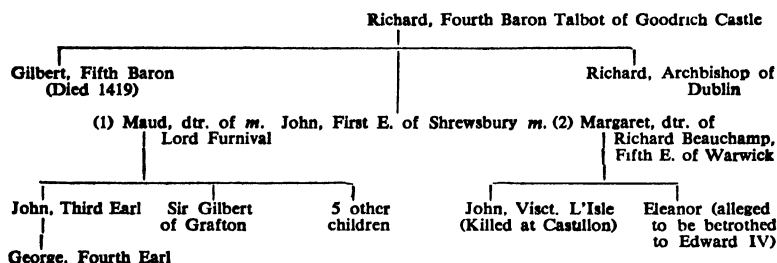 Richard, Fourth Baron Talbot of Goodrich Castle
Gilbert, Fifth Baron
(Died 1419)
Richard, Archbishop of
Dublin
(1) Maud, dtr. of m. John, First E. of Shrewsbury m. (2) Margaret, dtr. of
Lord Furnival
Richard Beauchamp,
Fifth E. of Warwick
John, Third Earl
Sir Gilbert
of Grafton
5 other
children
John, Visct. L'Isle
(Killed at Castillon)
Eleanor (alleged
to be betrothed
to Edward IV)
George, Fourth Earl